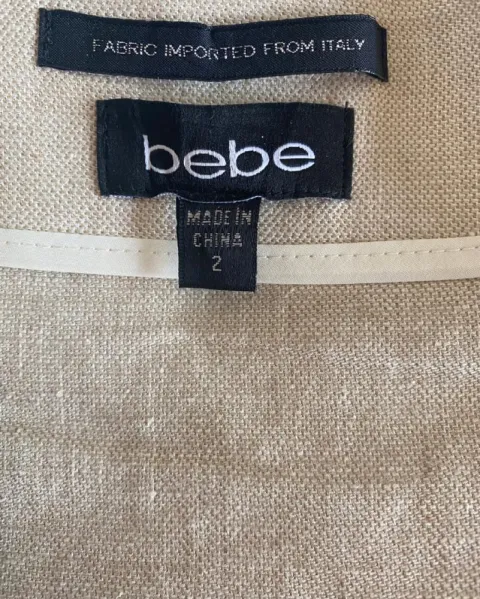 FABRIC IMPORTED FROM ITALY
bebe
MADE IN
CHINA
2